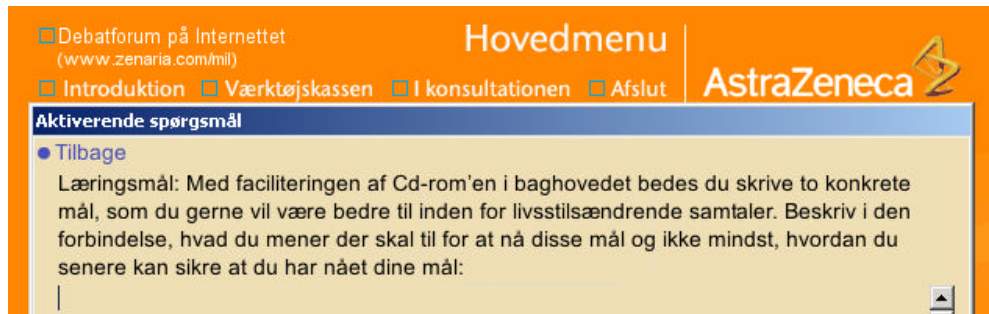 Debatforum på Internettet
(www.zenaria.com/mil)
Hovedmenu
Introduktion Værktøjskassen I konsultationen Afslut
AstraZeneca
Aktiverende spørgsmål
Tilbage
Læringsmål: Med faciliteringen af Cd-rom'en i baghovedet bedes du skrive to konkrete
mål, som du gerne vil være bedre til inden for livsstilsændrende samtaler. Beskriv i den
forbindelse, hvad du mener der skal til for at nå disse mål og ikke mindst, hvordan du
senere kan sikre at du har nået dine mål: